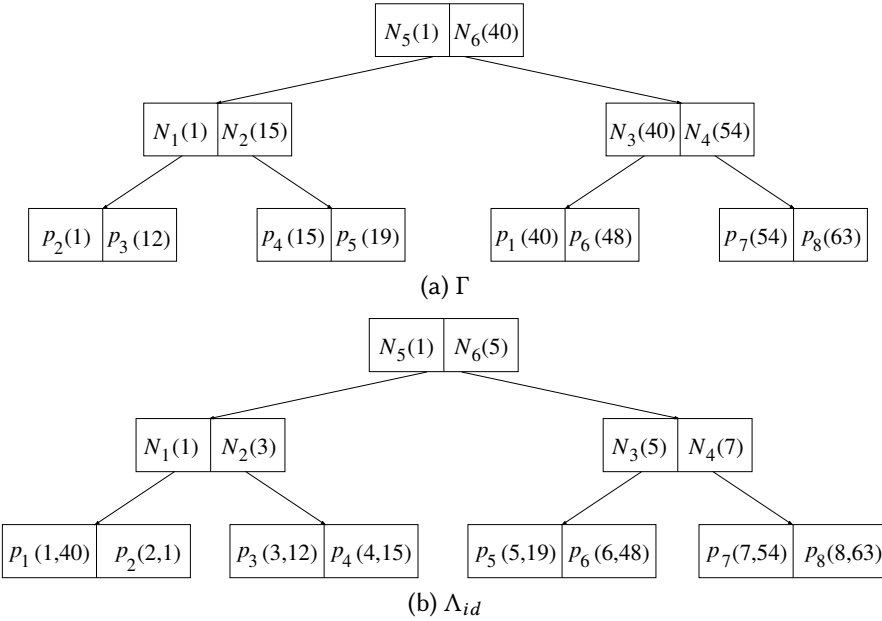 N₅(1) N₆(40)
N₁(1) N₂(15) N₃(40) N₄(54)
p₂(1) p₃(12) p₄(15) p₅(19) p₁(40) p₆(48) p₇(54) p₈(63)
(a) Γ
N₅(1) N₆(5)
N₁(1) N₂(3) N₃(5) N₄(7)
p₁(1,40) p₂(2,1) p₃(3,12) p₄(4,15) p₅(5,19) p₆(6,48) p₇(7,54) p₈(8,63)
(b) Λ_{id}